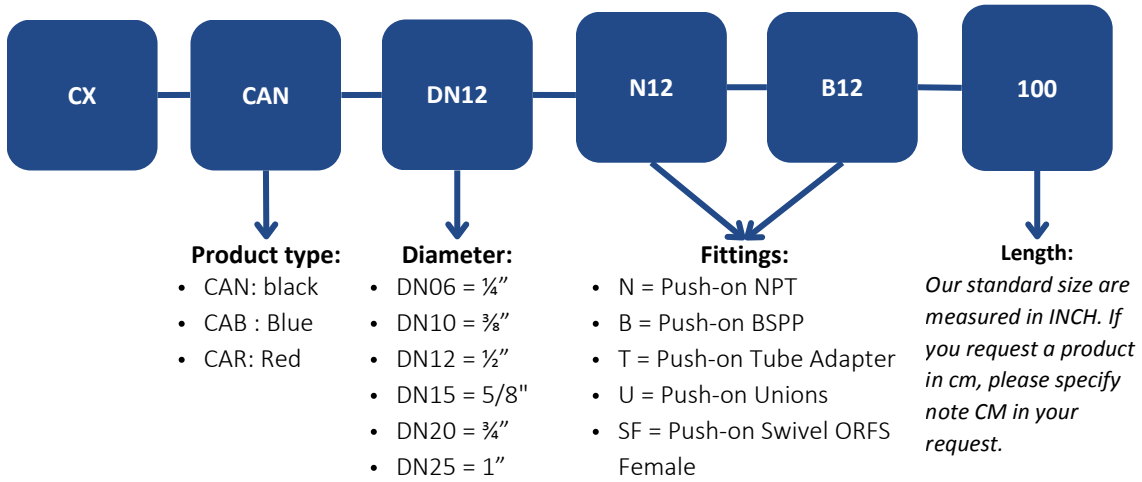 CX
CAN
DN12
N12
B12
100
Product type:
• CAN: black
• CAB : Blue
• CAR: Red
Diameter:
• DN06 = ¼”
• DN10 = ⅜”
• DN12 = ½”
• DN15 = 5/8"
• DN20 = ¾”
• DN25 = 1”
Fittings:
• N = Push-on NPT
• B = Push-on BSPP
• T = Push-on Tube Adapter
• U = Push-on Unions
• SF = Push-on Swivel ORFS
Female
Length:
Our standard size are
measured in INCH. If
you request a product
in cm, please specify
note CM in your
request.